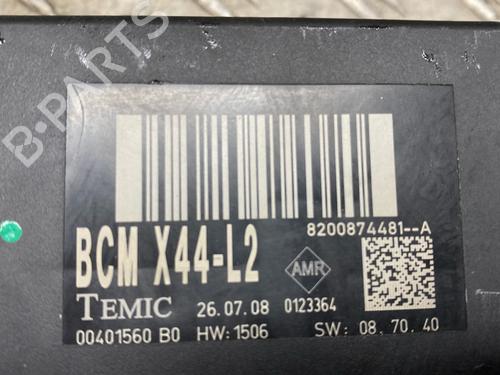 B-PARTS
8200874481--A
BCM X44-L2
AMR
TEMIC 26.07.08 0123364
00401560 B0 HW:1506 SW: 08.70.40